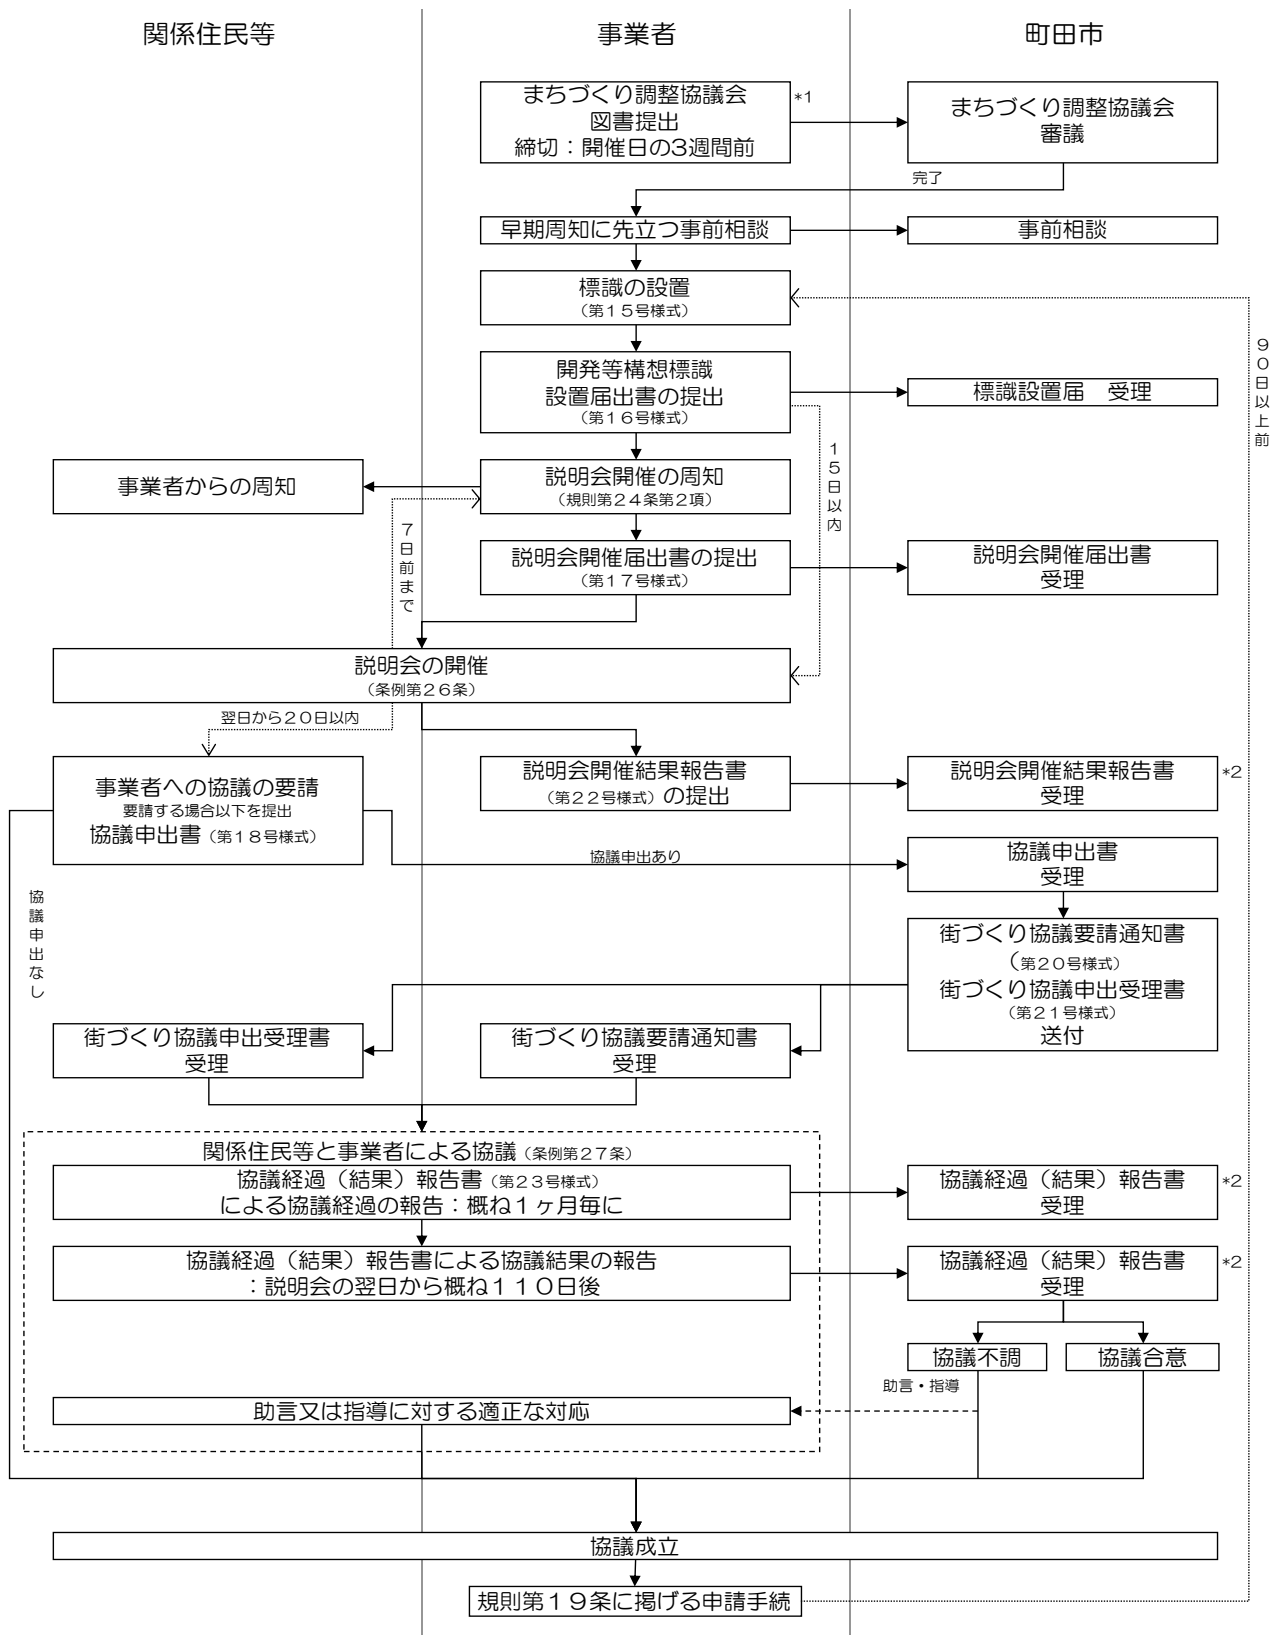 関係住民等
事業者
町田市
まちづくり調整協議会
図書提出
締切：開催日の3週間前
*1
まちづくり調整協議会
審議
完了
早期周知に先立つ事前相談
事前相談
標識の設置
（第１５号様式）
９０日以上前
開発等構想標識
設置届出書の提出
（第１６号様式）
標識設置届　受理
１５日以内
事業者からの周知
説明会開催の周知
（規則第２４条第２項）
７日前まで
説明会開催届出書の提出
（第１７号様式）
説明会開催届出書
受理
説明会の開催
（条例第２６条）
翌日から２０日以内
事業者への協議の要請
要請する場合以下を提出
協議申出書（第１８号様式）
説明会開催結果報告書
（第２２号様式）の提出
説明会開催結果報告書
受理
*2
協議申出あり
協議申出書
受理
協議申出なし
街づくり協議要請通知書
（第２０号様式）
街づくり協議申出受理書
（第２１号様式）
送付
街づくり協議申出受理書
受理
街づくり協議要請通知書
受理
関係住民等と事業者による協議（条例第２７条）
協議経過（結果）報告書（第２３号様式）
による協議経過の報告：概ね１ヶ月毎に
協議経過（結果）報告書
受理
*2
協議経過（結果）報告書による協議結果の報告
：説明会の翌日から概ね１１０日後
協議経過（結果）報告書
受理
*2
協議不調
協議合意
助言・指導
助言又は指導に対する適正な対応
協議成立
規則第１９条に掲げる申請手続